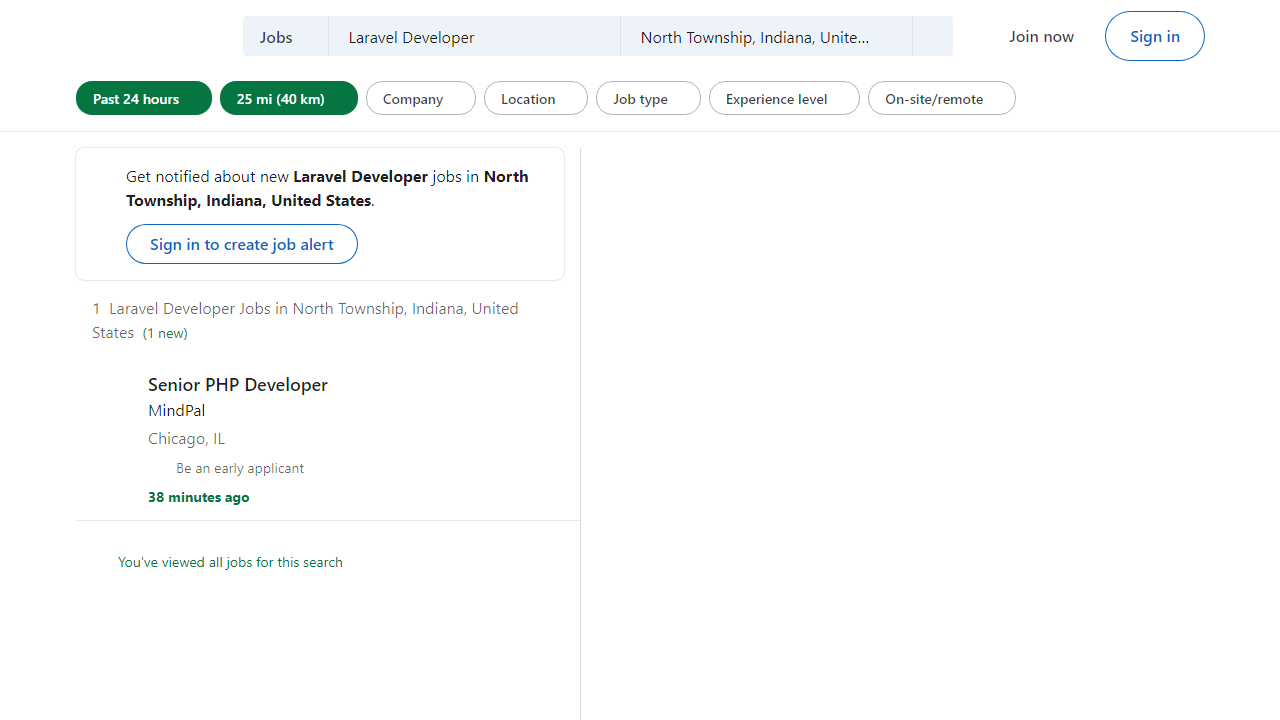 Jobs
Laravel Developer
North Township, Indiana, Unite...
Join now
Sign in
Past 24 hours
25 mi (40 km)
Company
Location
Job type
Experience level
On-site/remote
Get notified about new Laravel Developer jobs in North
Township, Indiana, United States.
Sign in to create job alert
1 Laravel Developer Jobs in North Township, Indiana, United
States (1 new)
Senior PHP Developer
MindPal
Chicago, IL
Be an early applicant
38 minutes ago
You've viewed all jobs for this search